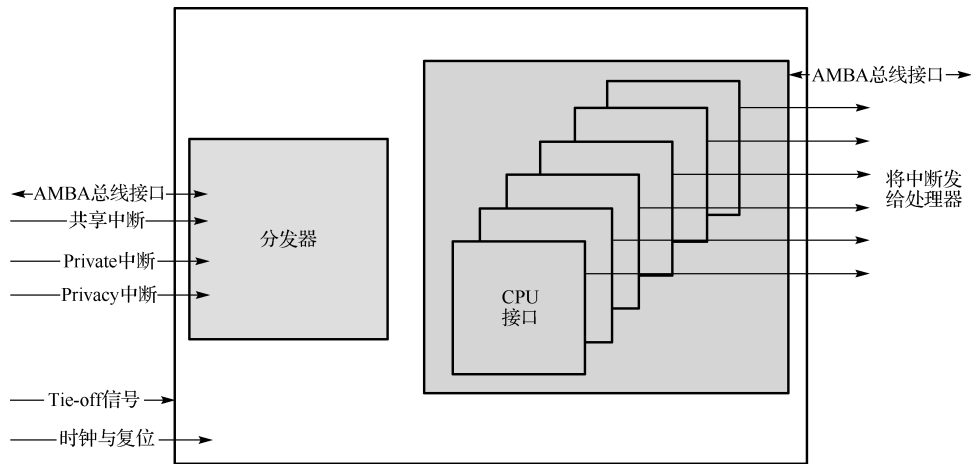 AMBA总线接口
共享中断
Private中断
Privacy中断
Tie-off信号
时钟与复位
分发器
CPU
接口
AMBA总线接口
将中断发
给处理器